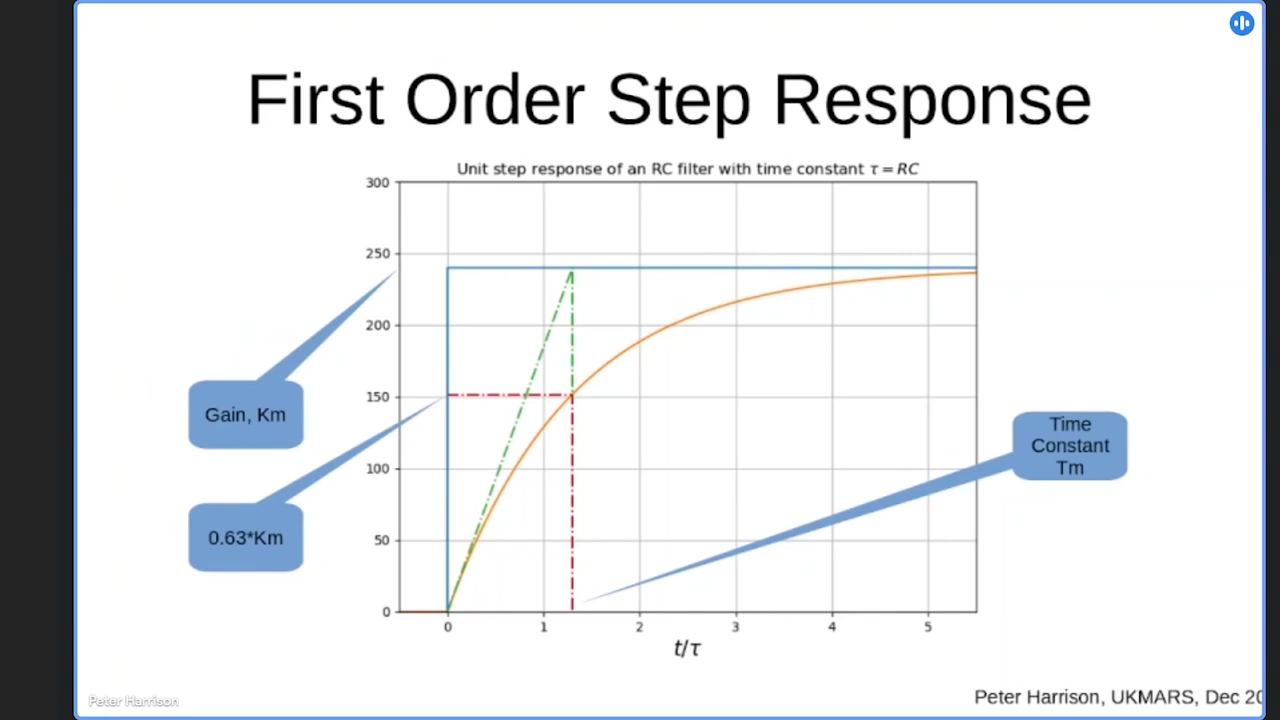 First Order Step Response
Unit step response of an RC filter with time constant τ = RC
300
250
200
150
100
50
0
0 1 2 3 4 5
t/τ
Gain, Km
0.63*Km
Time
Constant
Tm
Peter Harrison
Peter Harrison, UKMARS, Dec